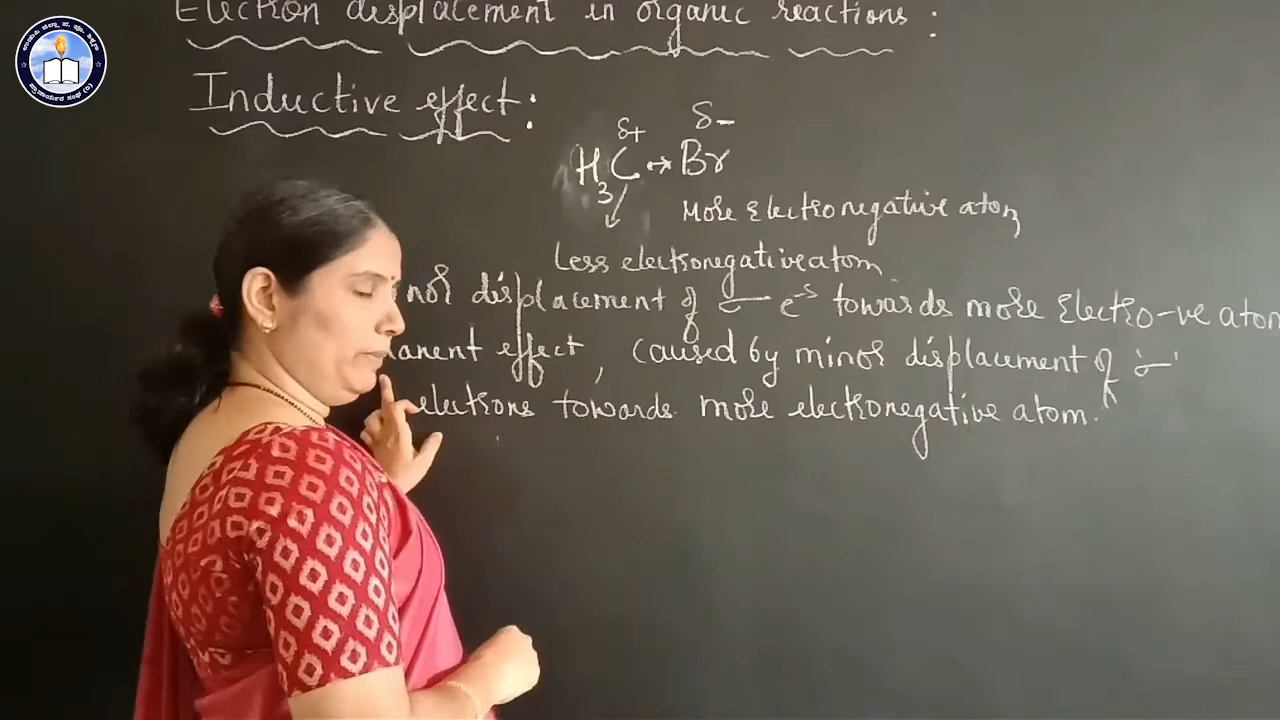 Electron displacement in organic reactions :
Inductive effect :
δ+ δ-
H3C ↔ Br
More Electronegative atom
Less electronegative atom
displacement of σ e-s towards more Electro-ve atom
effect, caused by minor displacement of 'σ'
electrons towards more electronegative atom.